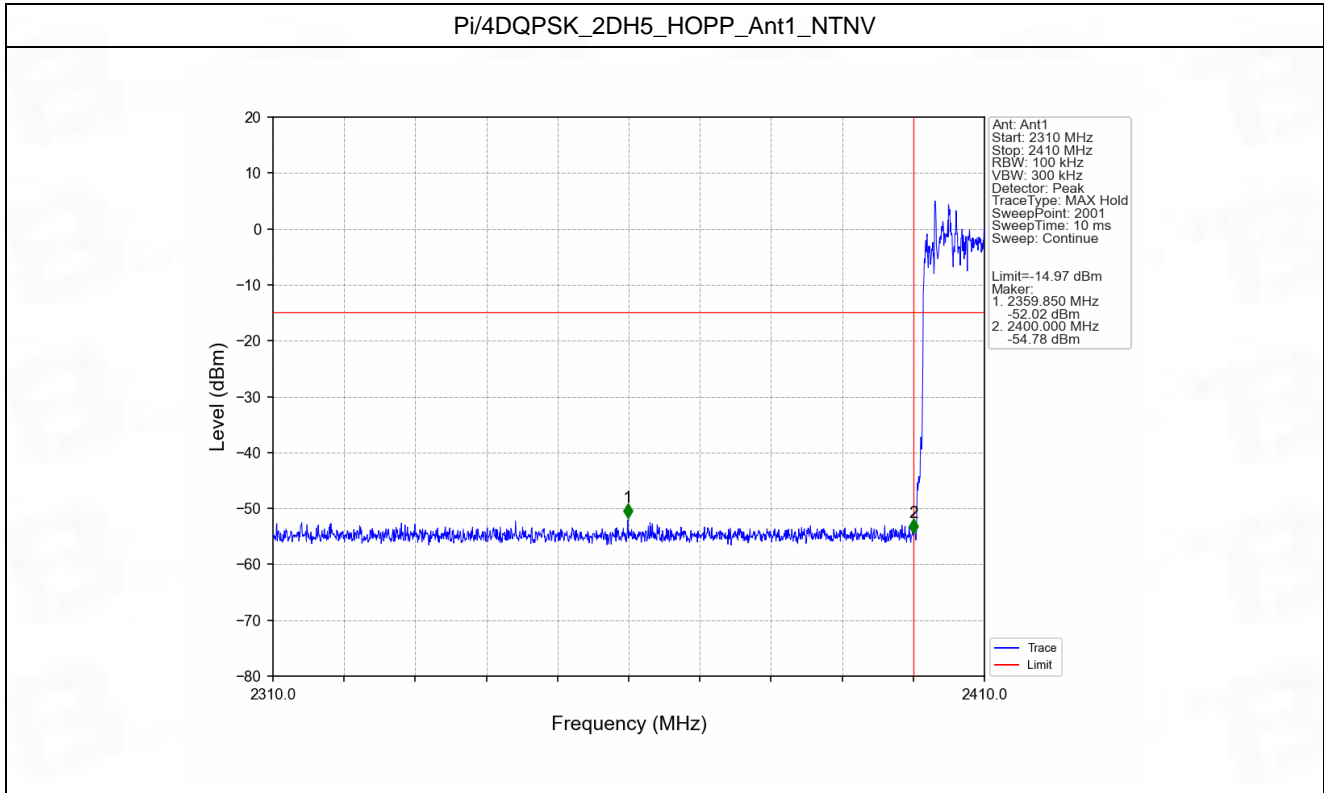 Pi/4DQPSK_2DH5_HOPP_Ant1_NTNV
20
10
0
−10
−20
−30
−40
−50
−60
−70
−80
Level (dBm)
1
2
2310.0
2410.0
Frequency (MHz)
Ant: Ant1
Start: 2310 MHz
Stop: 2410 MHz
RBW: 100 kHz
VBW: 300 kHz
Detector: Peak
TraceType: MAX Hold
SweepPoint: 2001
SweepTime: 10 ms
Sweep: Continue
Limit=-14.97 dBm
Maker:
1. 2359.850 MHz
-52.02 dBm
2. 2400.000 MHz
-54.78 dBm
Trace
Limit